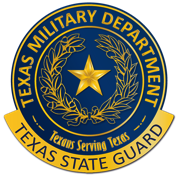 TEXAS MILITARY DEPARTMENT
Texans Serving Texas
TEXAS STATE GUARD